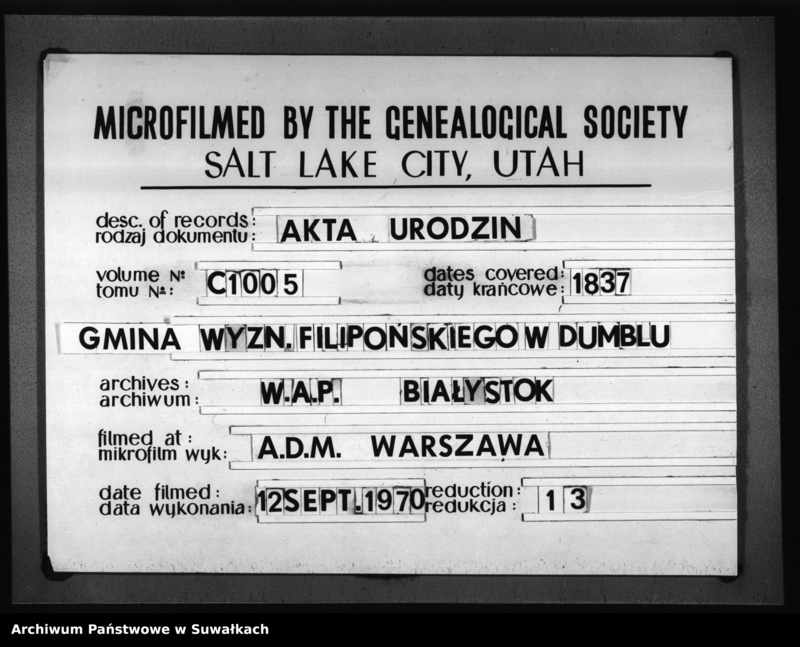 MICROFILMED BY THE GENEALOGICAL SOCIETY
SALT LAKE CITY, UTAH
desc. of records: AKTA URODZIN
rodzaj dokumentu:
volume No: C1005 dates covered: 1837
tomu No: daty krańcowe:
GMINA WYZN. FILIPOŃSKIEGO W DUMBLU
archives: W.A.P. BIAŁYSTOK
archiwum:
filmed at: A.D.M. WARSZAWA
mikrofilm wyk:
date filmed: 12SEPT.1970 reduction: 13
data wykonania: redukcja:
Archiwum Państwowe w Suwałkach